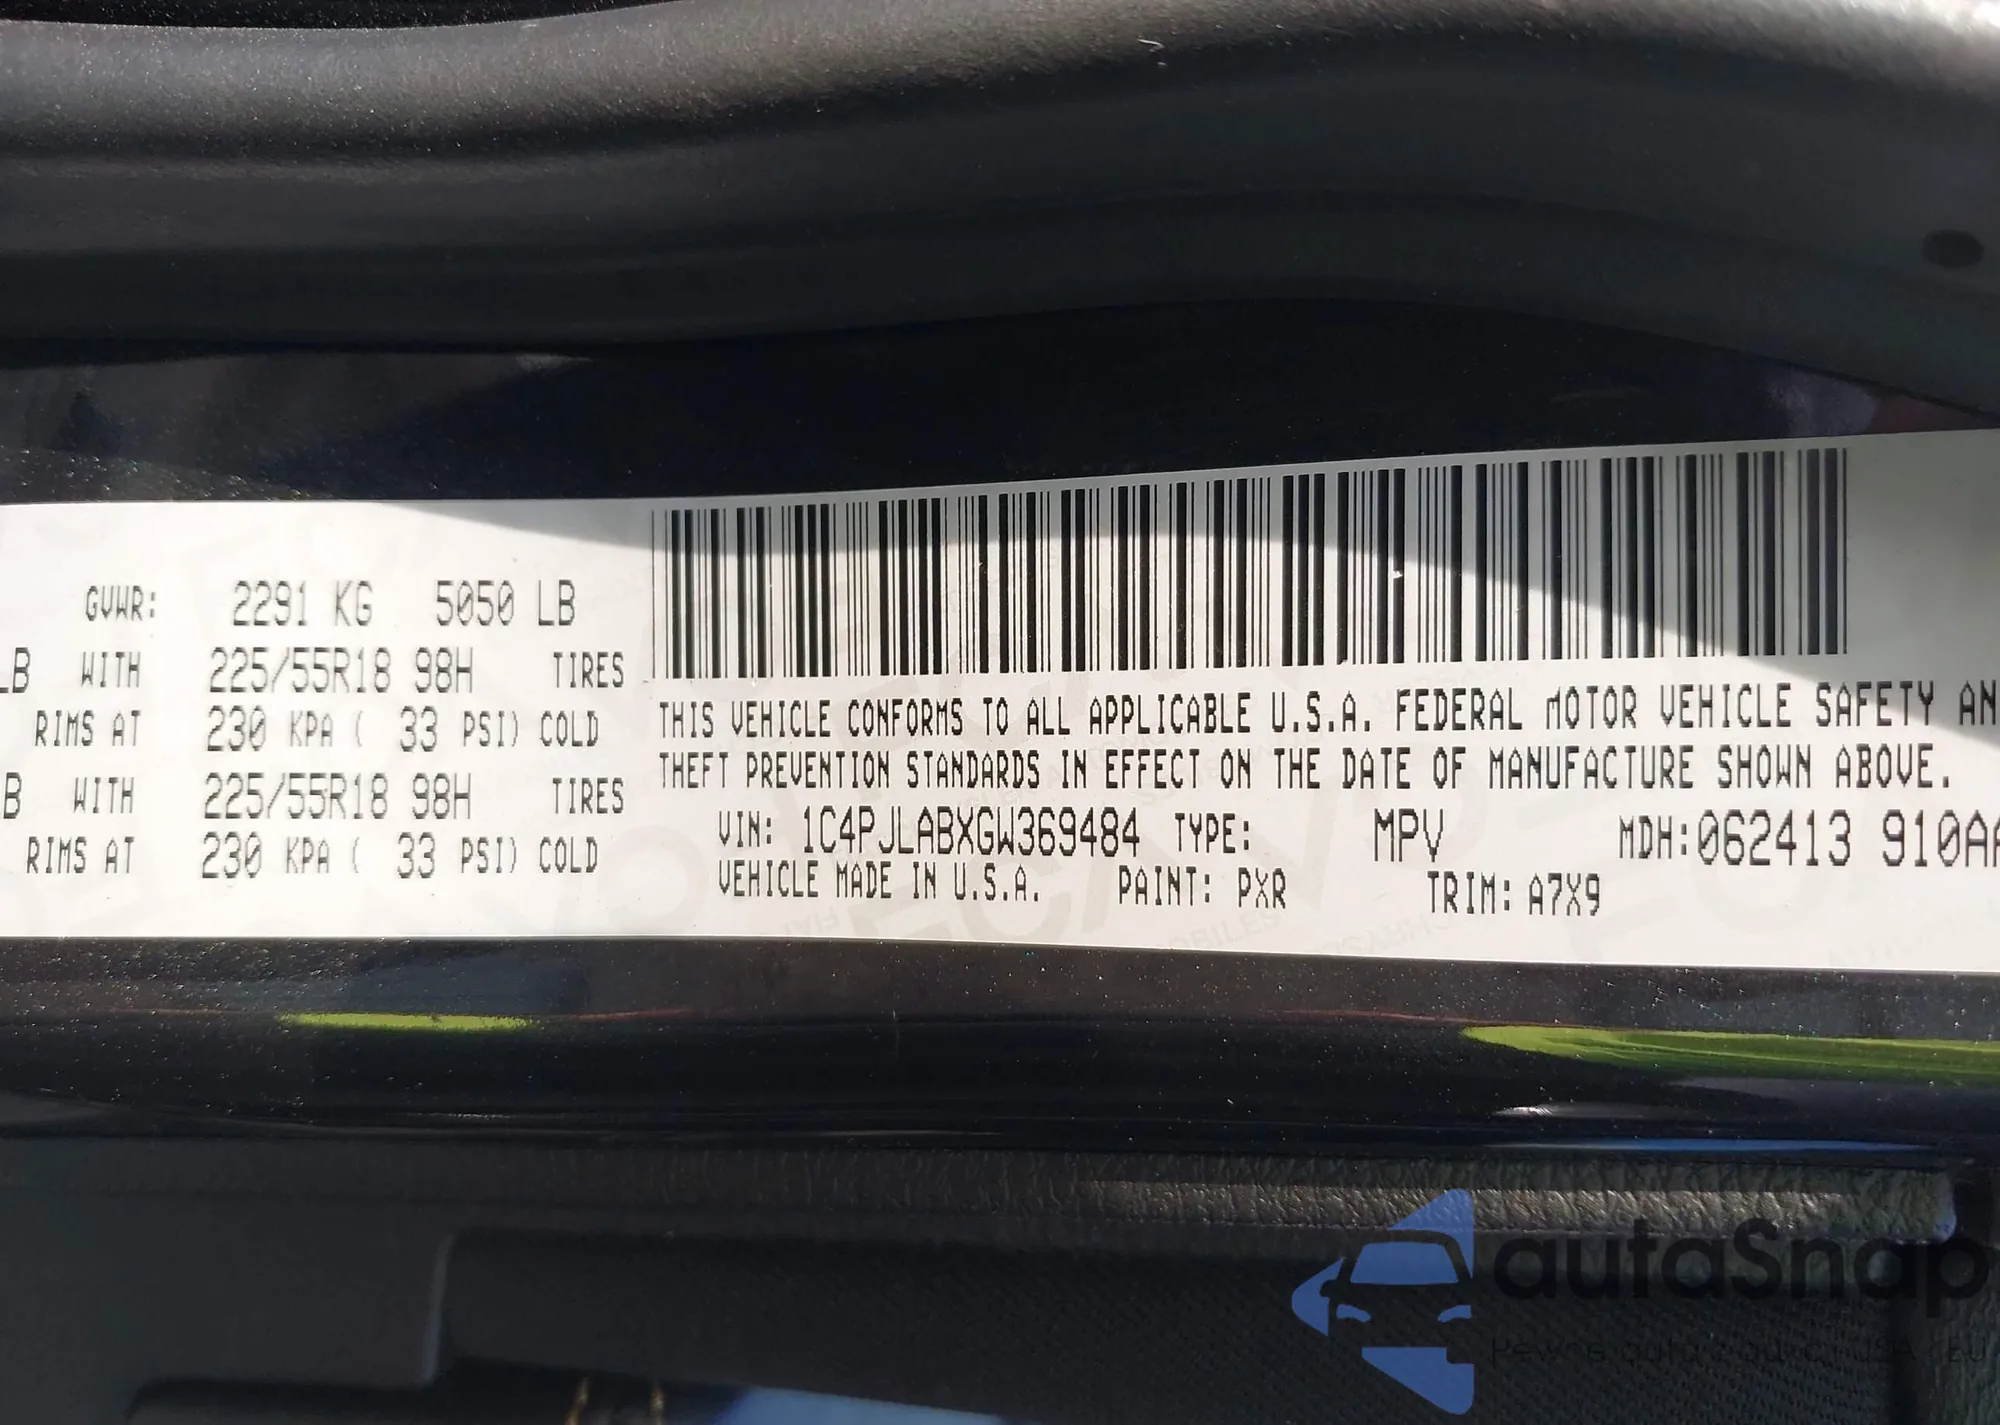 GVWR: 2291 KG 5050 LB
LB WITH 225/55R18 98H TIRES
RIMS AT 230 KPA ( 33 PSI) COLD
B WITH 225/55R18 98H TIRES
RIMS AT 230 KPA ( 33 PSI) COLD
THIS VEHICLE CONFORMS TO ALL APPLICABLE U.S.A. FEDERAL MOTOR VEHICLE SAFETY AN
THEFT PREVENTION STANDARDS IN EFFECT ON THE DATE OF MANUFACTURE SHOWN ABOVE.
VIN: 1C4PJLABXGW369484 TYPE: MPV MDH:062413 910AA
VEHICLE MADE IN U.S.A. PAINT: PXR TRIM: A7X9
autaSnap